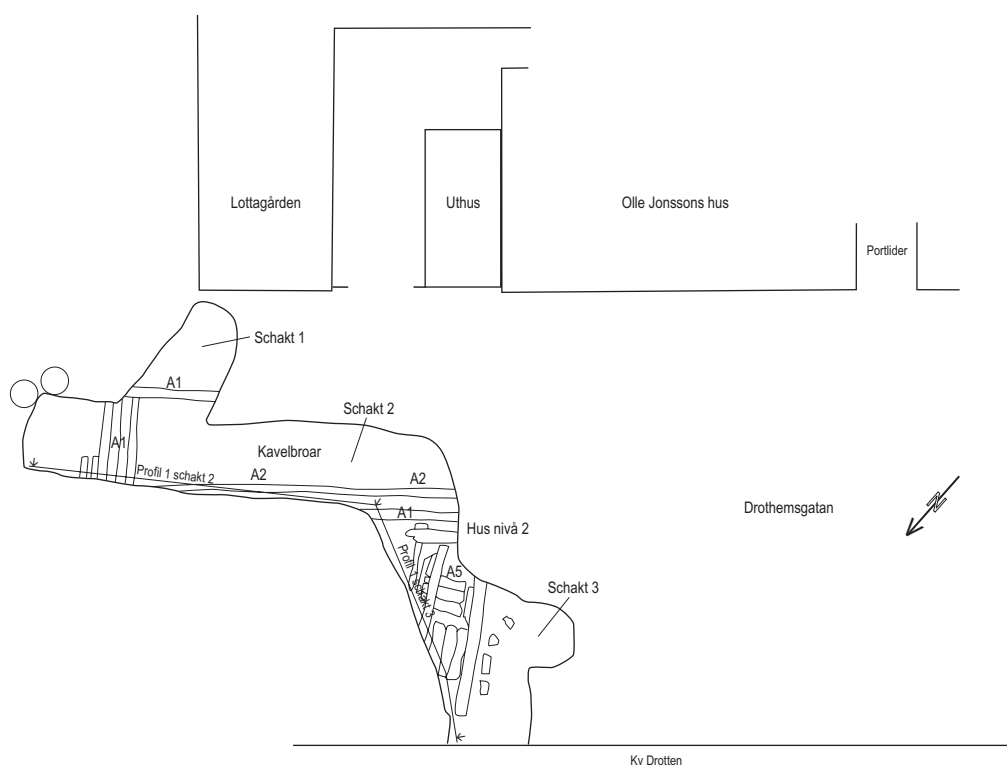 Lottagården
Uthus
Olle Jonssons hus
Portlider
Schakt 1
A1
Schakt 2
A1
Kavelbroar
Profil 1 schakt 2
A2
A2
N
Drothemsgatan
A1
Hus nivå 2
Profil 1 schakt 3
A5
Schakt 3
Kv Drotten